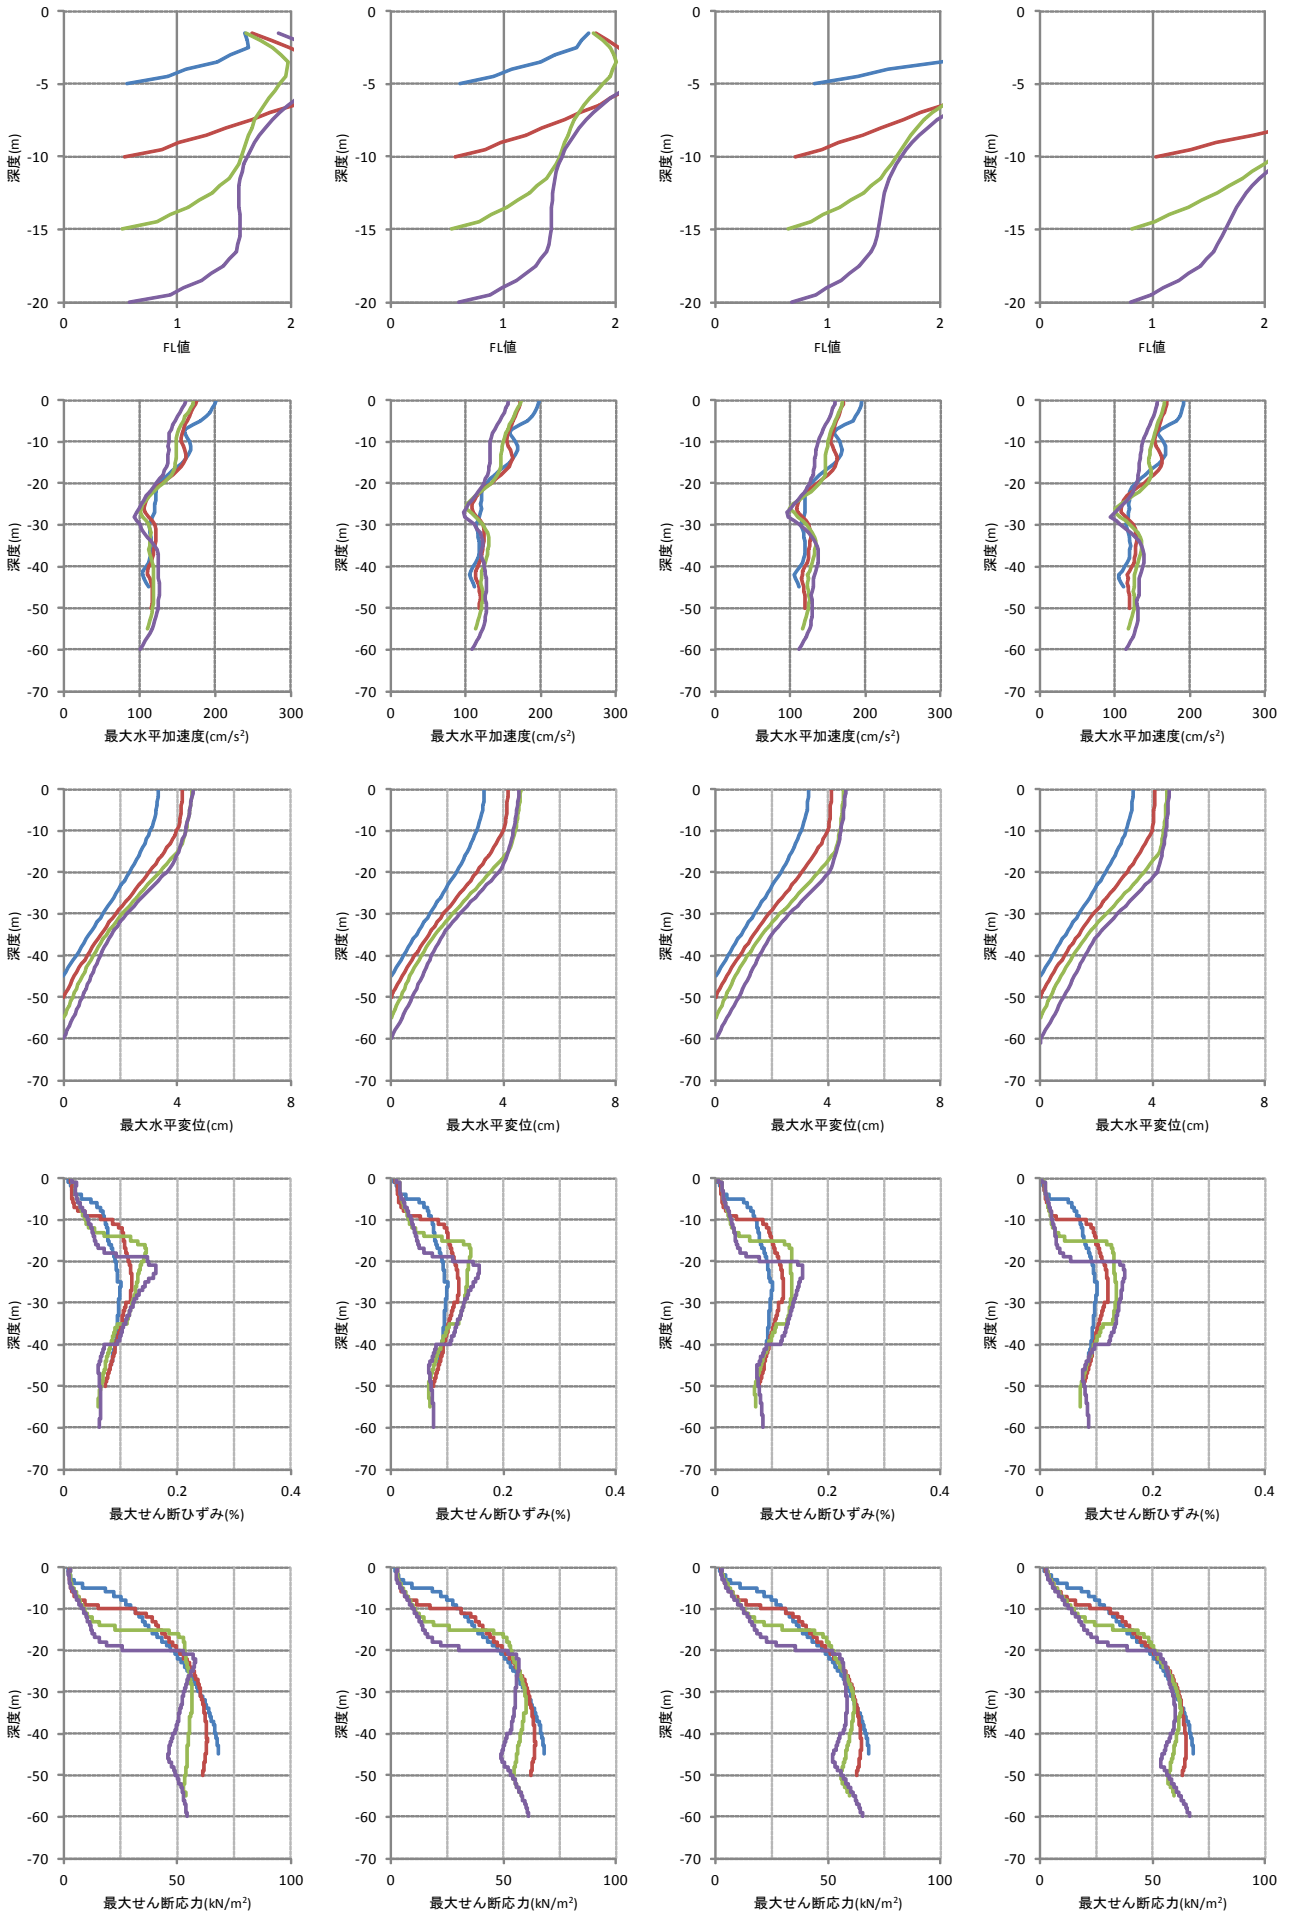 0 0 0 0
-5 -5 -5 -5
深度(m) 深度(m) 深度(m) 深度(m)
-10 -10 -10 -10
-15 -15 -15 -15
-20 -20 -20 -20
0 1 2 0 1 2 0 1 2 0 1 2
FL値 FL値 FL値 FL値
0 0 0 0
-10 -10 -10 -10
-20 -20 -20 -20
-30 -30 -30 -30
深度(m) 深度(m) 深度(m) 深度(m)
-40 -40 -40 -40
-50 -50 -50 -50
-60 -60 -60 -60
-70 -70 -70 -70
0 100 200 300 0 100 200 300 0 100 200 300 0 100 200 300
最大水平加速度(cm/s²) 最大水平加速度(cm/s²) 最大水平加速度(cm/s²) 最大水平加速度(cm/s²)
0 0 0 0
-10 -10 -10 -10
-20 -20 -20 -20
-30 -30 -30 -30
深度(m) 深度(m) 深度(m) 深度(m)
-40 -40 -40 -40
-50 -50 -50 -50
-60 -60 -60 -60
-70 -70 -70 -70
0 4 8 0 4 8 0 4 8 0 4 8
最大水平変位(cm) 最大水平変位(cm) 最大水平変位(cm) 最大水平変位(cm)
0 0 0 0
-10 -10 -10 -10
-20 -20 -20 -20
-30 -30 -30 -30
深度(m) 深度(m) 深度(m) 深度(m)
-40 -40 -40 -40
-50 -50 -50 -50
-60 -60 -60 -60
-70 -70 -70 -70
0 0.2 0.4 0 0.2 0.4 0 0.2 0.4 0 0.2 0.4
最大せん断ひずみ(%) 最大せん断ひずみ(%) 最大せん断ひずみ(%) 最大せん断ひずみ(%)
0 0 0 0
-10 -10 -10 -10
-20 -20 -20 -20
-30 -30 -30 -30
深度(m) 深度(m) 深度(m) 深度(m)
-40 -40 -40 -40
-50 -50 -50 -50
-60 -60 -60 -60
-70 -70 -70 -70
0 50 100 0 50 100 0 50 100 0 50 100
最大せん断応力(kN/m²) 最大せん断応力(kN/m²) 最大せん断応力(kN/m²) 最大せん断応力(kN/m²)